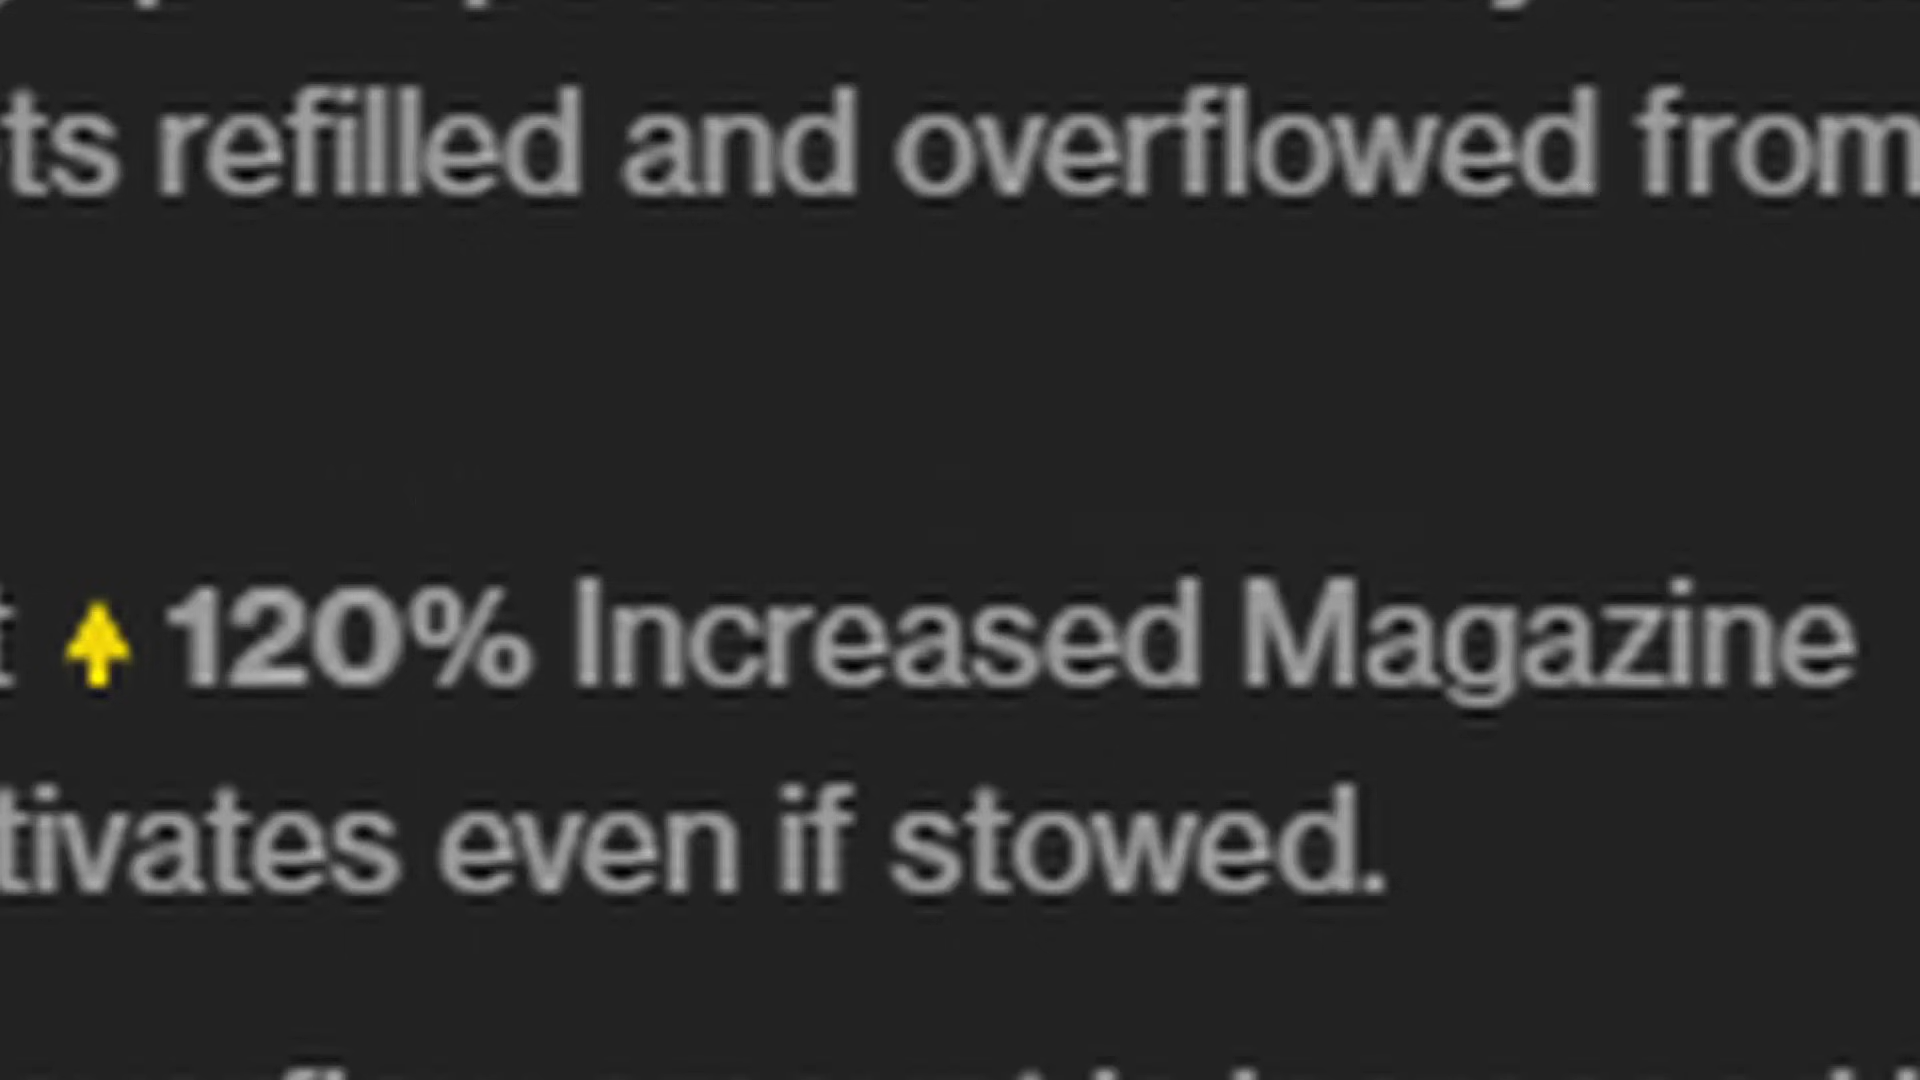 ts refilled and overflowed from
120% Increased Magazine
tivates even if stowed.